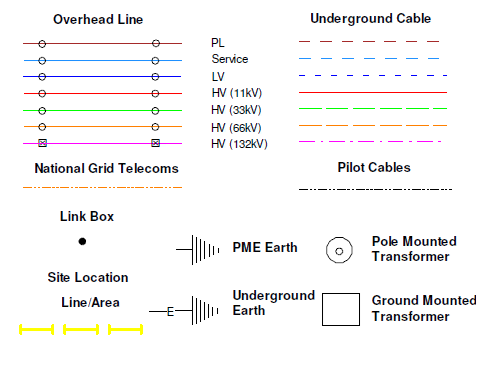 Overhead Line
Underground Cable
PL
Service
LV
HV (11kV)
HV (33kV)
HV (66kV)
HV (132kV)
National Grid Telecoms
Pilot Cables
Link Box
PME Earth
Pole Mounted
Transformer
Site Location
Line/Area
E
Underground
Earth
Ground Mounted
Transformer